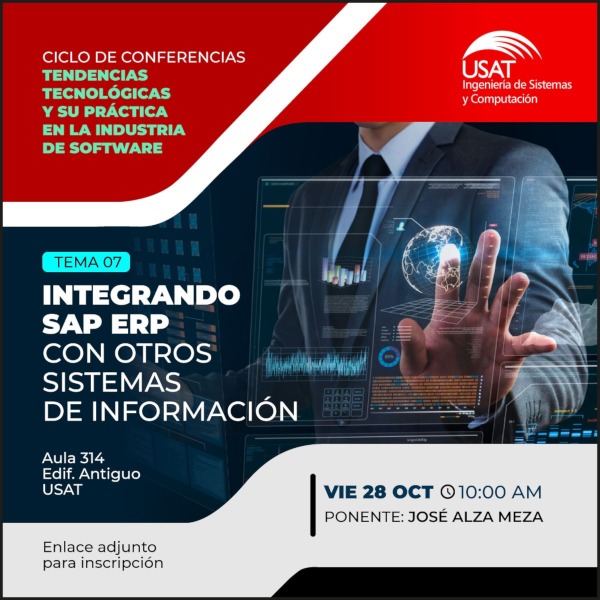 CICLO DE CONFERENCIAS
TENDENCIAS
TECNOLÓGICAS
Y SU PRÁCTICA
EN LA INDUSTRIA
DE SOFTWARE
USAT
Ingeniería de Sistemas
y Computación
TEMA 07
INTEGRANDO
SAP ERP
CON OTROS
SISTEMAS
DE INFORMACIÓN
Aula 314
Edif. Antiguo
USAT
VIE 28 OCT 10:00 AM
PONENTE: JOSÉ ALZA MEZA
Enlace adjunto
para inscripción